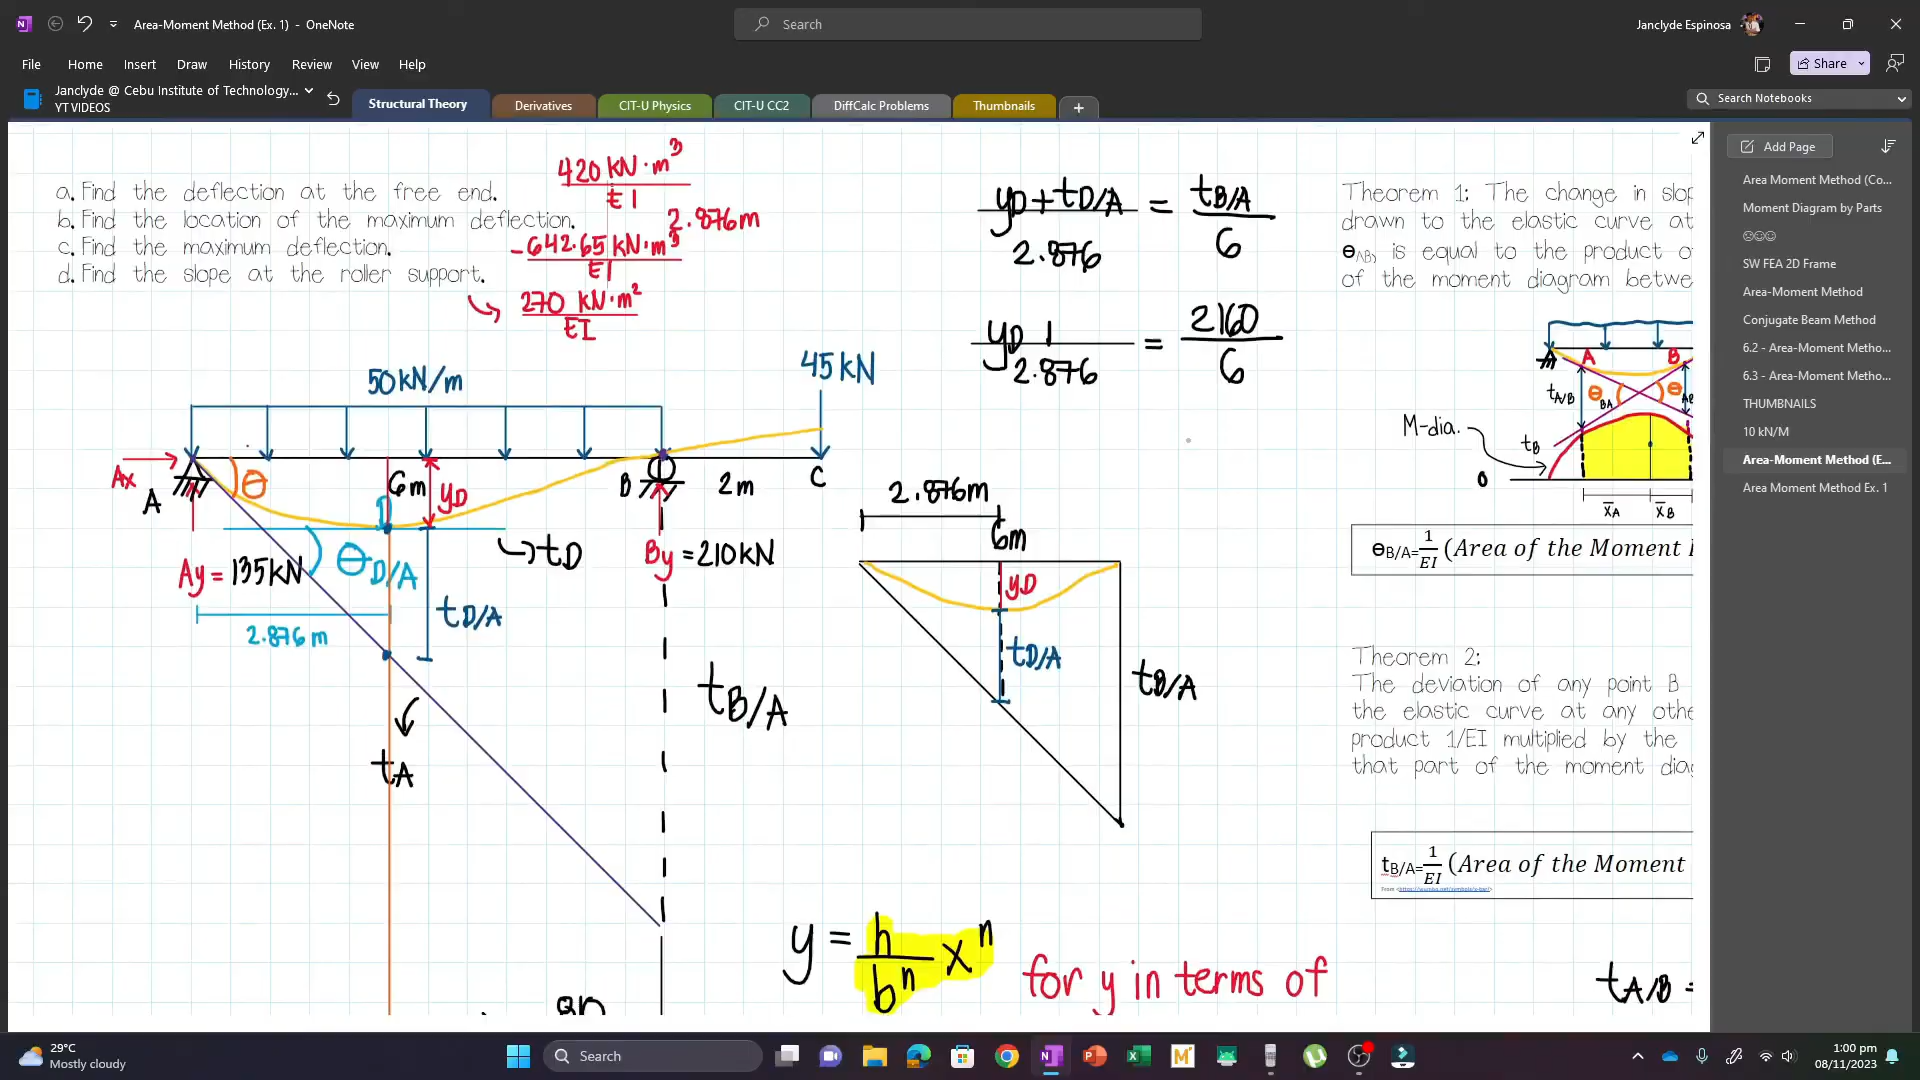 Area-Moment Method (Ex. 1) - OneNote
Search
Janclyde Espinosa
File Home Insert Draw History Review View Help
Share
Janclyde @ Cebu Institute of Technology...
YT VIDEOS
Structural Theory Derivatives CIT-U Physics CIT-U CC2 DiffCalc Problems Thumbnails +
Search Notebooks
Add Page
Area Moment Method (Co...
Moment Diagram by Parts
☹☺☺
SW FEA 2D Frame
Area-Moment Method
Conjugate Beam Method
6.2 - Area-Moment Metho...
6.3 - Area-Moment Metho...
THUMBNAILS
10 kN/M
Area-Moment Method (E...
Area Moment Method Ex. 1
a. Find the deflection at the free end.
b. Find the location of the maximum deflection.
c. Find the maximum deflection.
d. Find the slope at the roller support.
420 KN·m³
EI
2.876m
-642.65 KN·m³
EI
270 KN·m²
EI
yD + tD/A = tB/A
2.876 6
yD = 2160
2.876 6
50KN/m
45KN
Ax
A
θ
6m
yD
B
2m
C
D
Ay = 135KN
θD/A
tD
By = 210KN
tD/A
2.876 m
tB/A
tA
2.876m
6m
yD
tD/A
tB/A
y = h/bⁿ xⁿ
for y in terms of
Theorem 1: The change in slop
drawn to the elastic curve at
θAB, is equal to the product o
of the moment diagram betwe
A B
tA/B
θBA
θAB
M-dia.
tB
0
x̄A x̄B
θB/A=1/EI (Area of the Moment
Theorem 2:
The deviation of any point B
the elastic curve at any othe
product 1/EI multiplied by the
that part of the moment diag
tB/A=1/EI (Area of the Moment
tA/B =
29°C
Mostly cloudy
Search
1:00 pm
08/11/2023